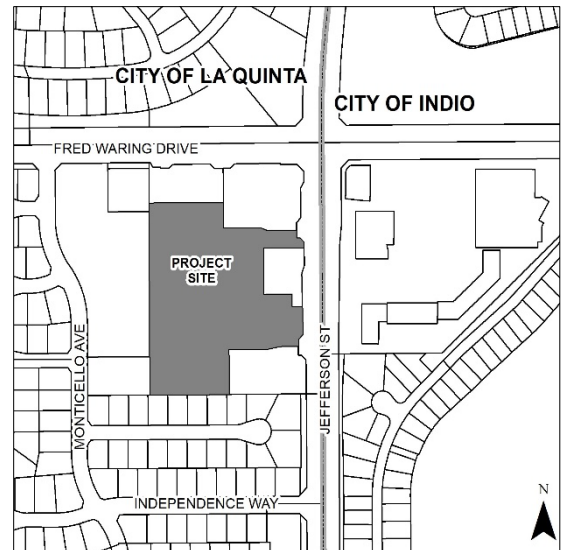 CITY OF LA QUINTA
CITY OF INDIO
FRED WARING DRIVE
PROJECT
SITE
MONTICELLO AVE
JEFFERSON ST
INDEPENDENCE WAY
N